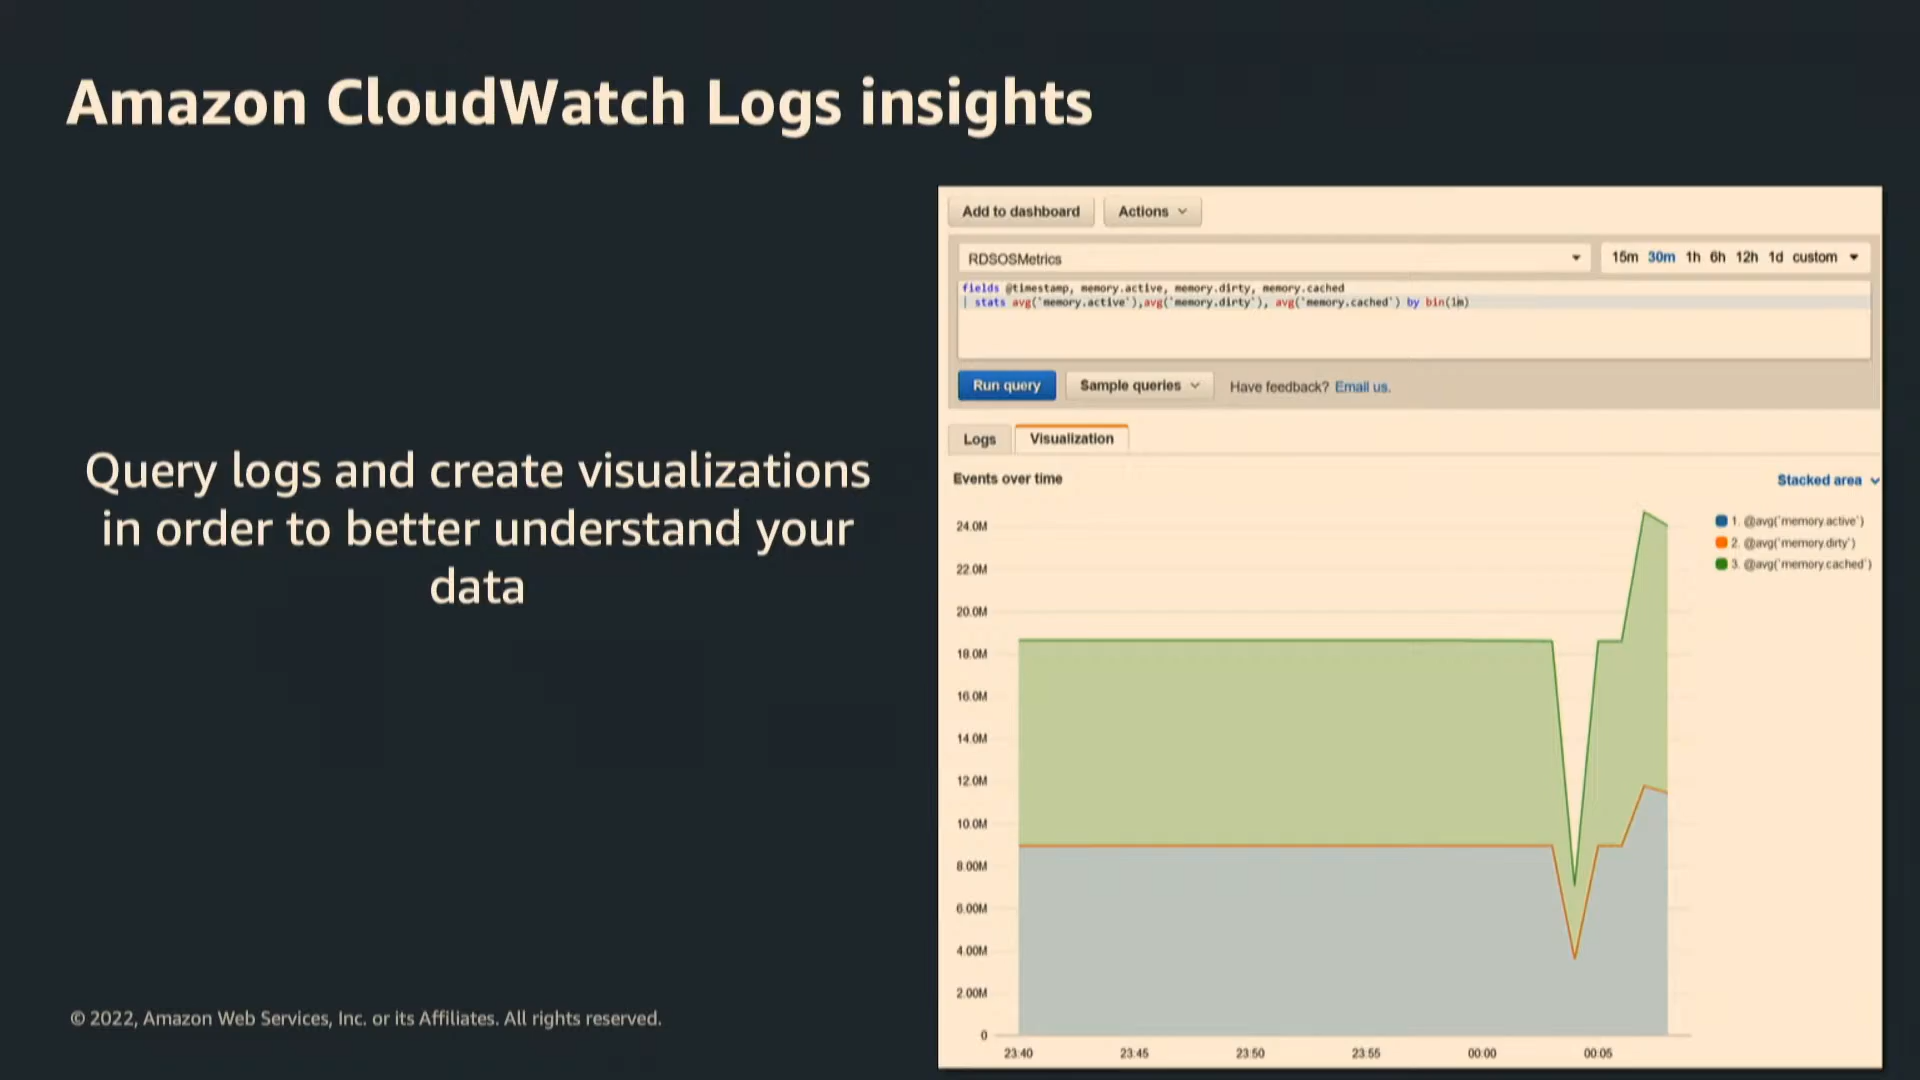 Amazon CloudWatch Logs insights
Query logs and create visualizations
in order to better understand your
data
© 2022, Amazon Web Services, Inc. or its Affiliates. All rights reserved.
Add to dashboard
Actions
RDSOSMetrics
15m 30m 1h 6h 12h 1d custom
fields @timestamp, memory.active, memory.dirty, memory.cached
| stats avg(`memory.active`),avg(`memory.dirty`), avg(`memory.cached`) by bin(1m)
Run query
Sample queries
Have feedback? Email us.
Logs
Visualization
Events over time
Stacked area
1. @avg(`memory.active`)
2. @avg(`memory.dirty`)
3. @avg(`memory.cached`)
24.0M
22.0M
20.0M
18.0M
16.0M
14.0M
12.0M
10.0M
8.00M
6.00M
4.00M
2.00M
0
23:40 23:45 23:50 23:55 00:00 00:05